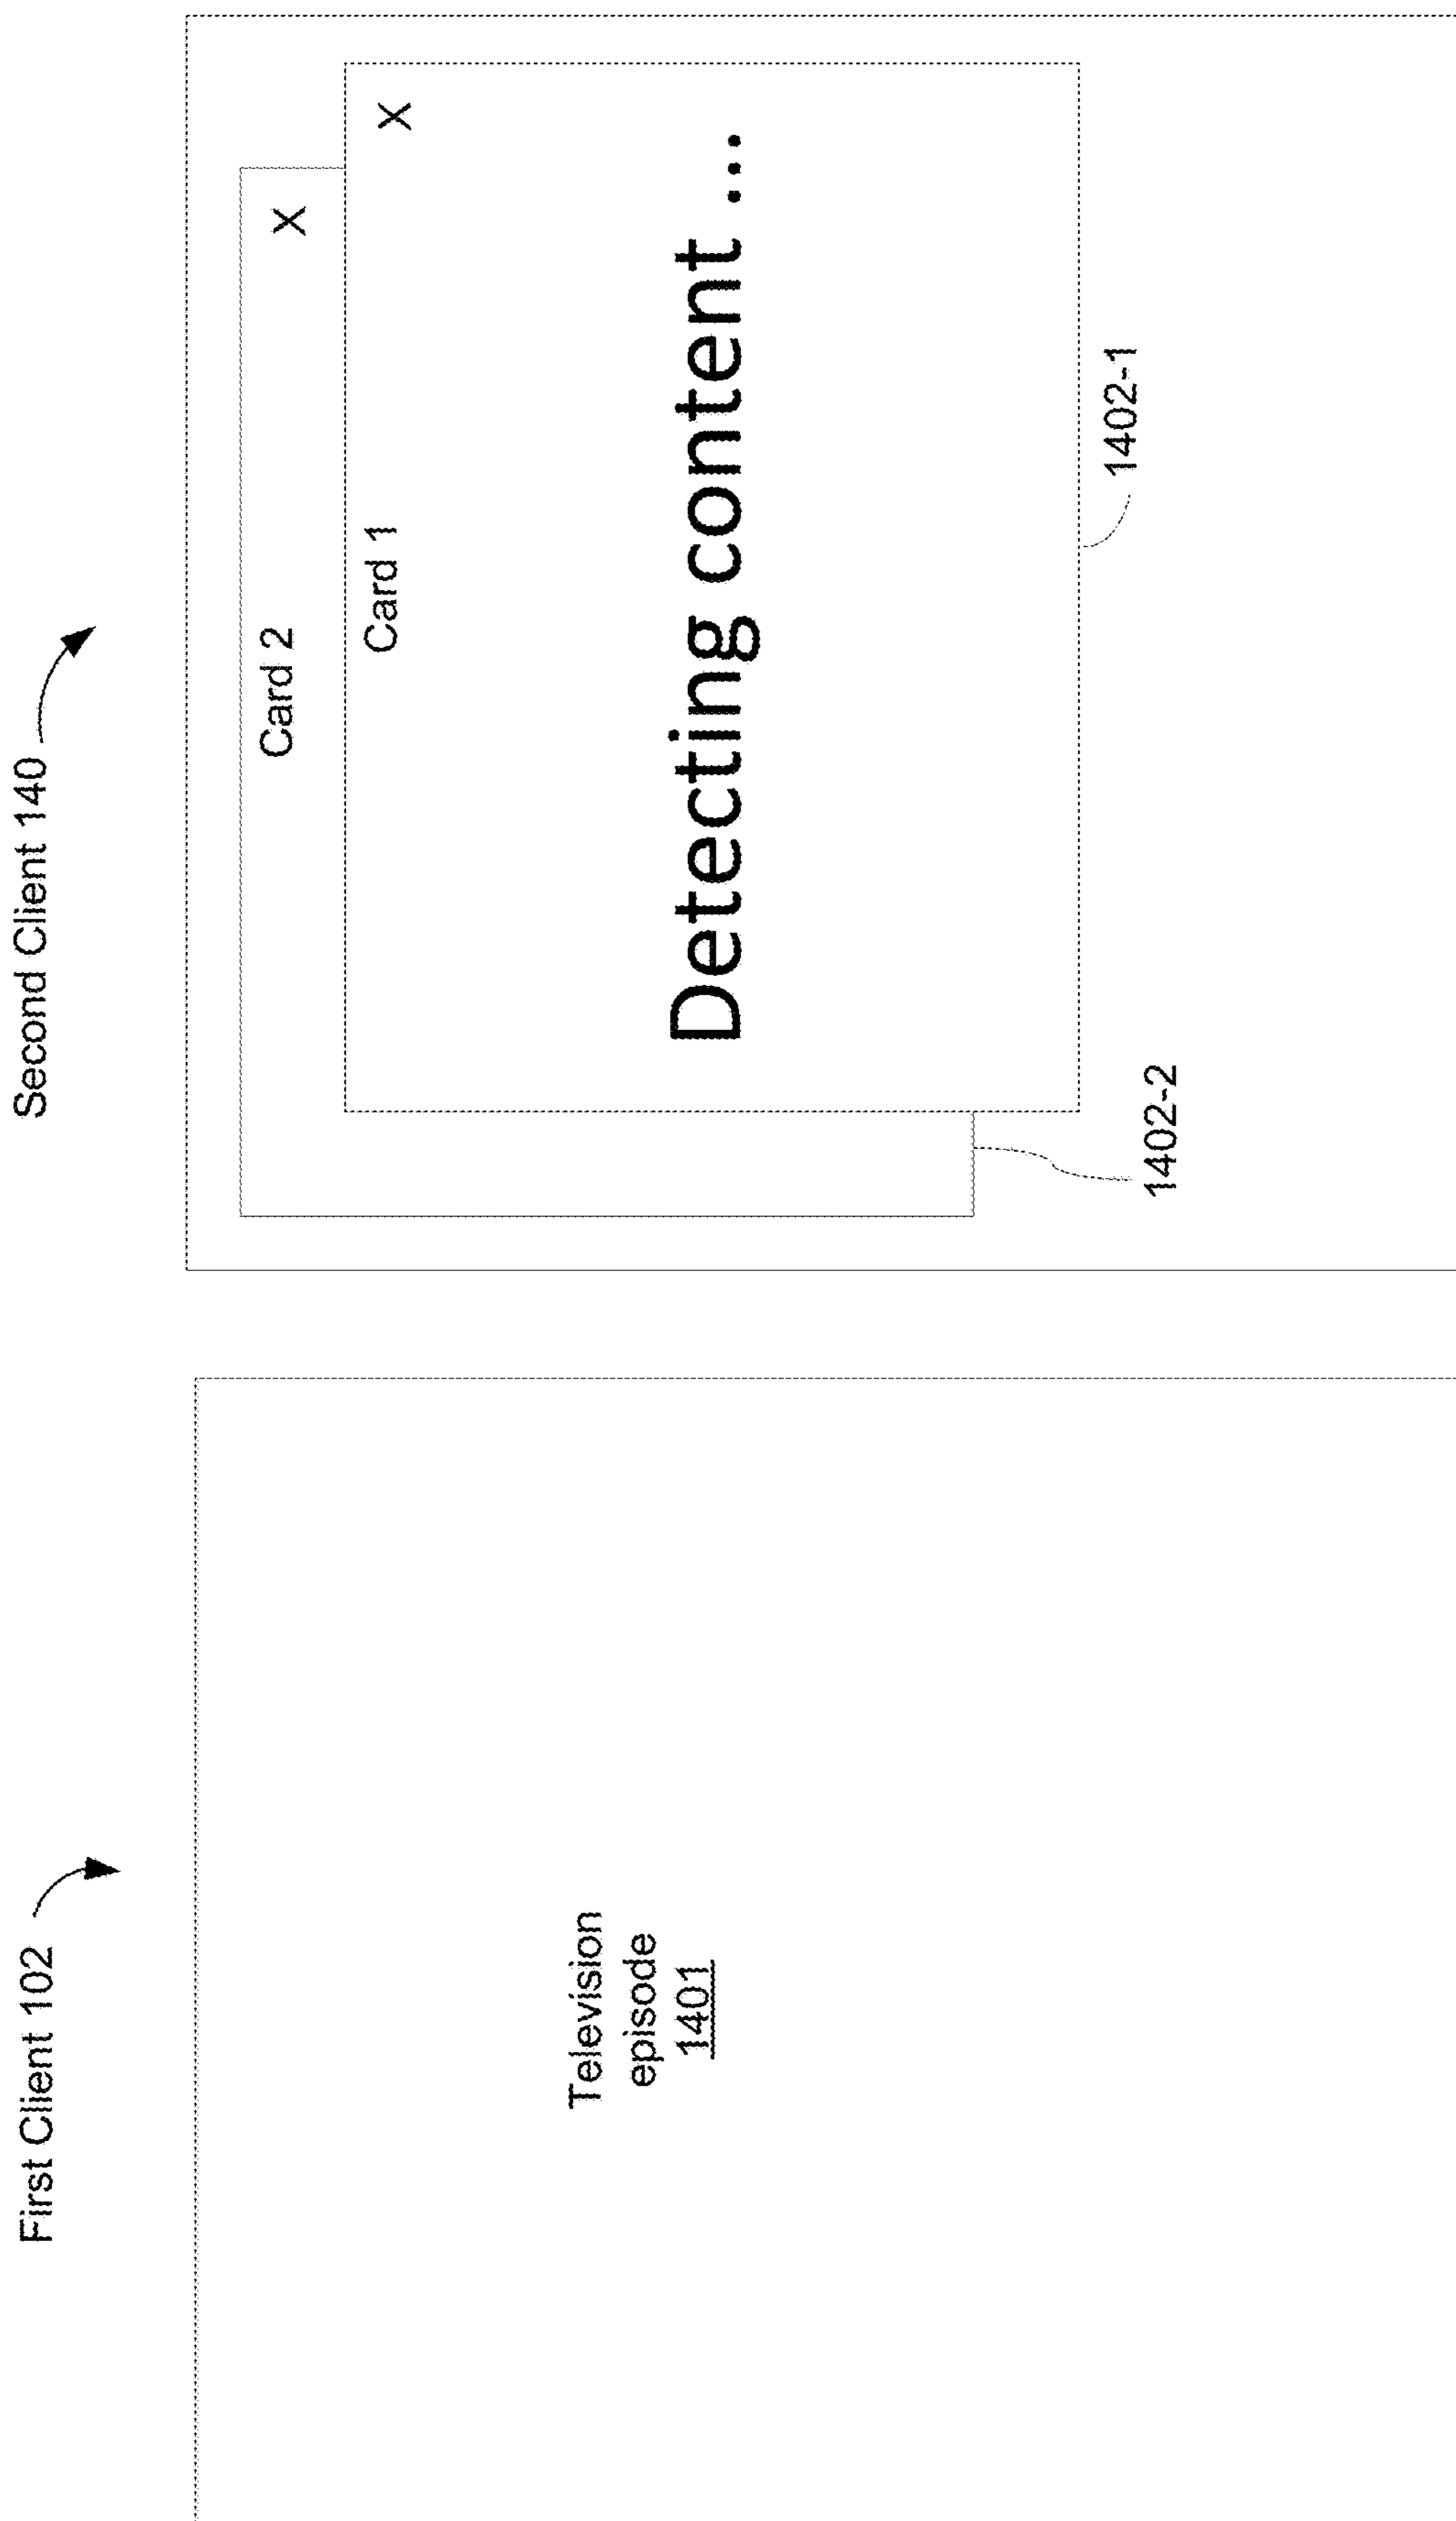 First Client 102
Television
episode
1401
Second Client 140
Card 2
X
Card 1
X
Detecting content ...
1402-1
1402-2